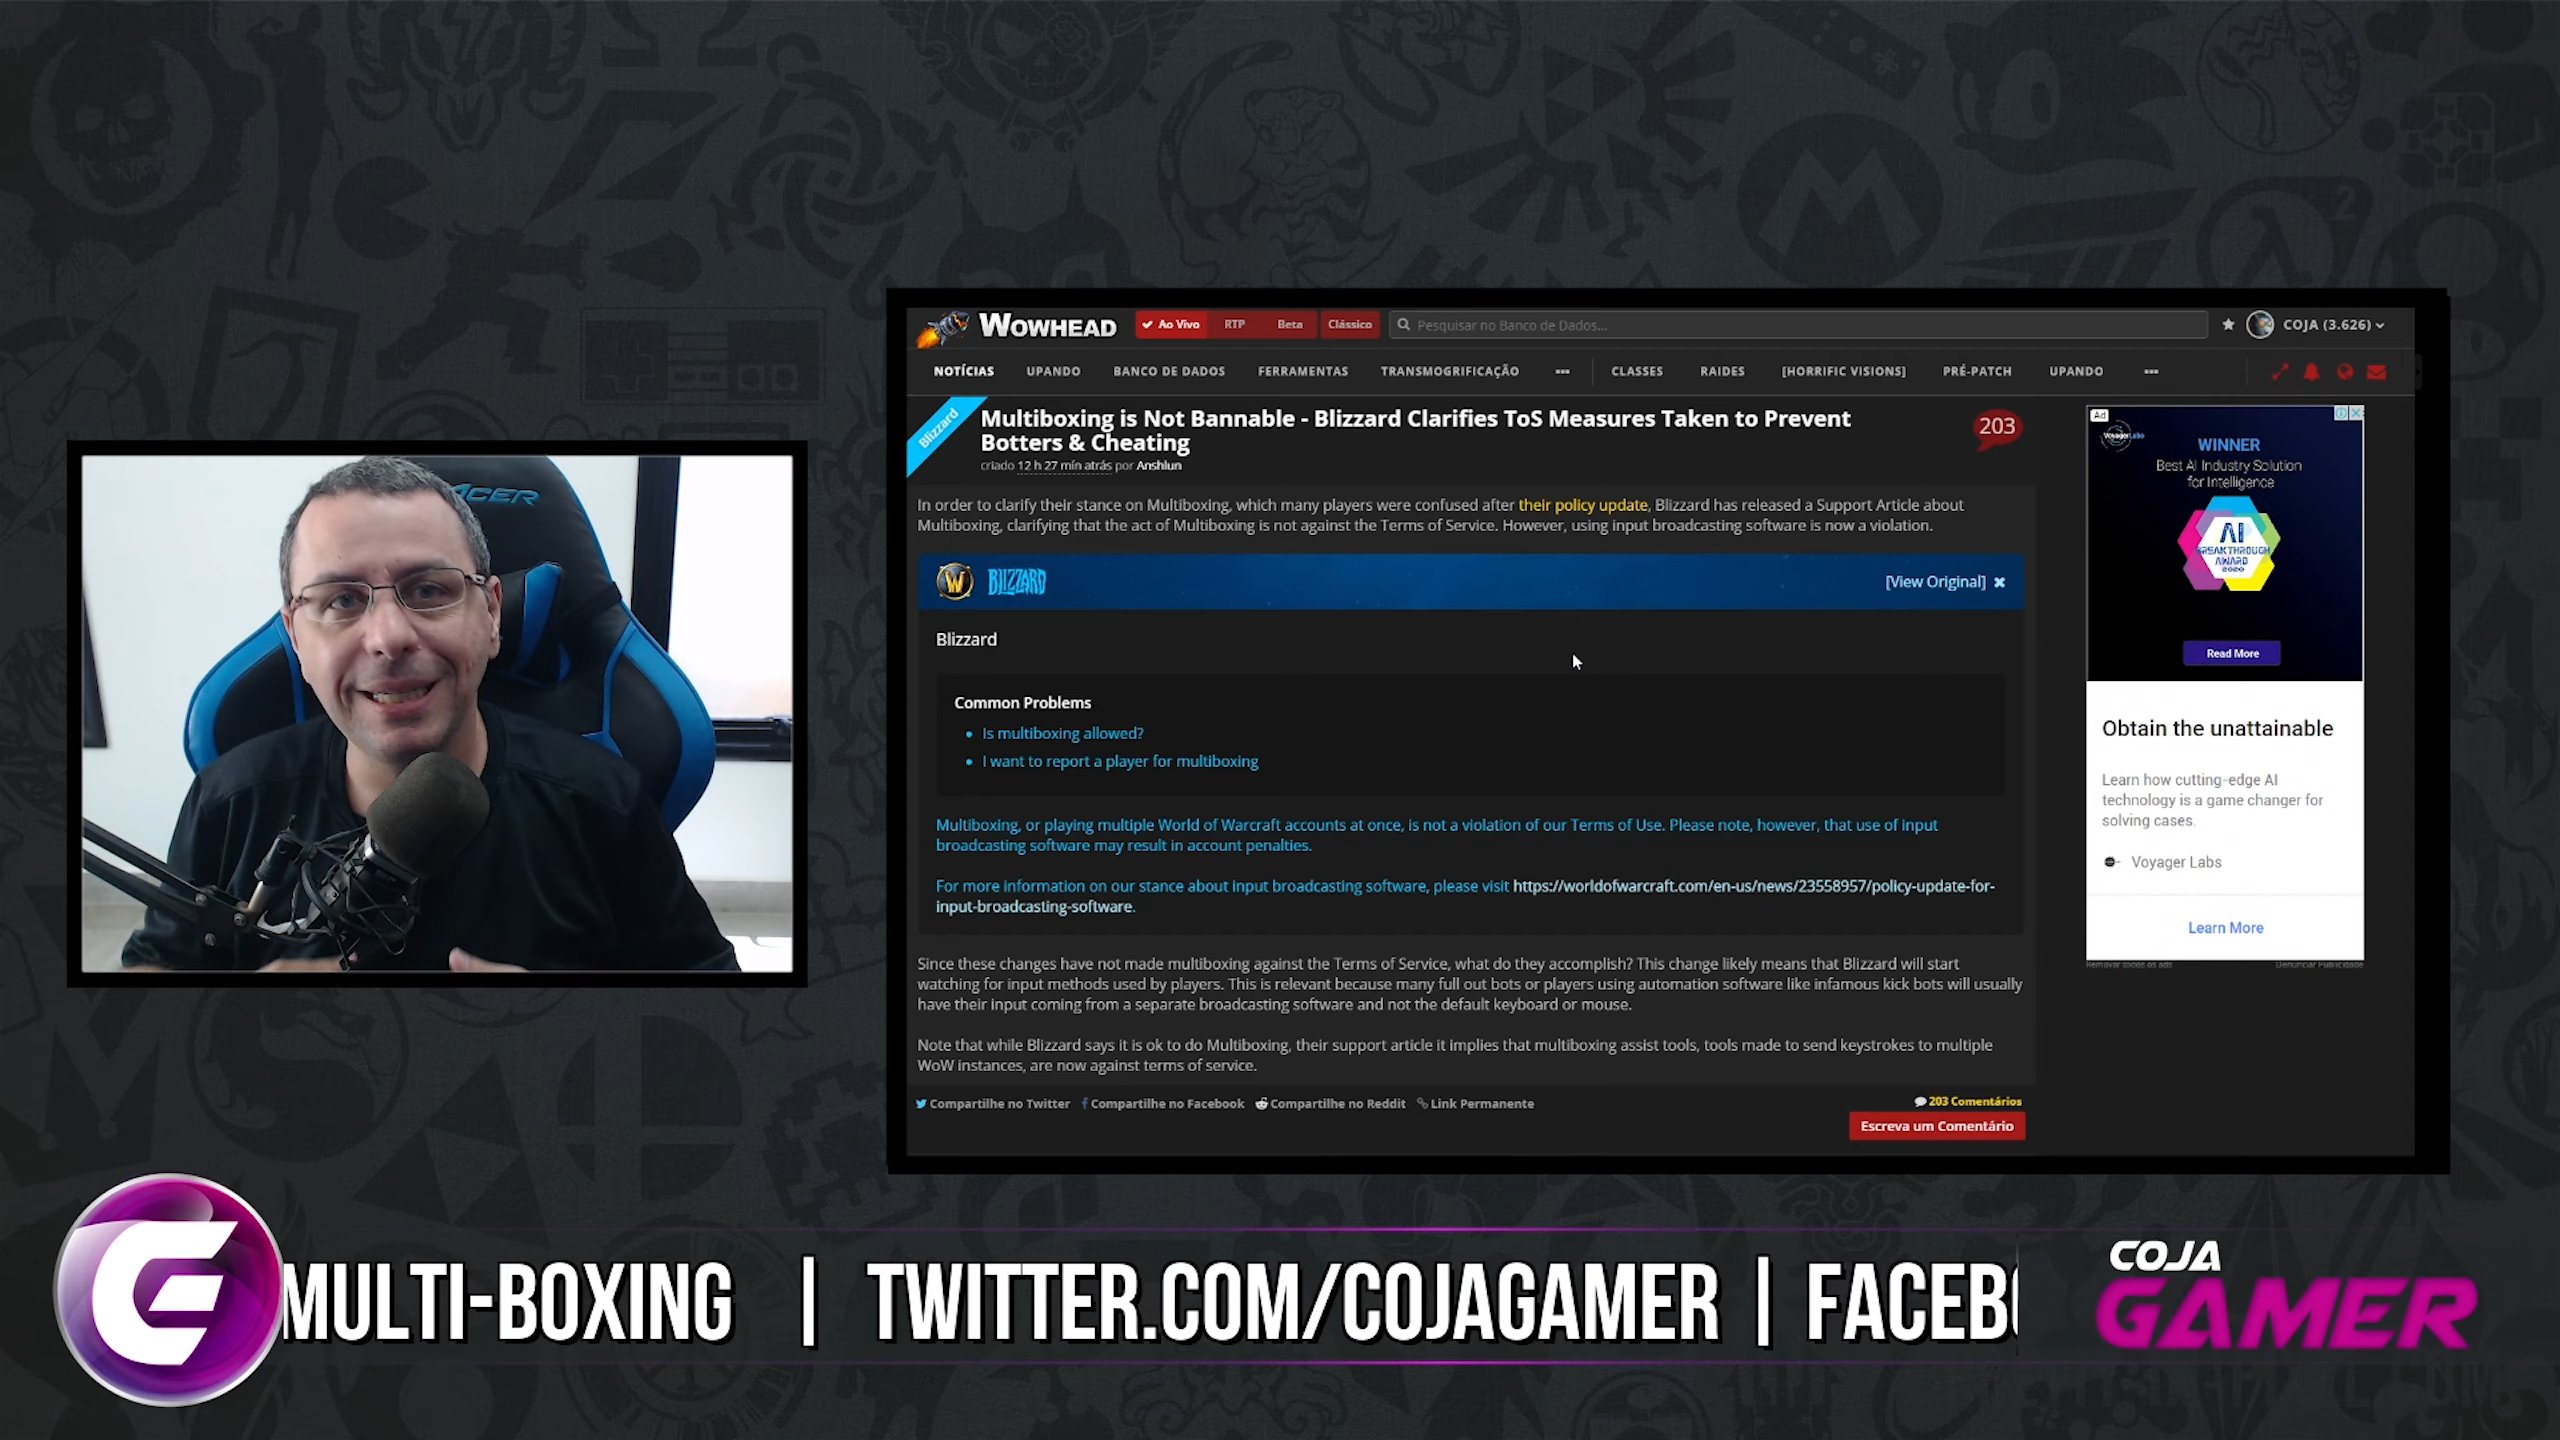 WOWHEAD
Ao Vivo
RTP
Beta
Clássico
Pesquisar no Banco de Dados...
COJA (3.626)
NOTÍCIAS
UPANDO
BANCO DE DADOS
FERRAMENTAS
TRANSMOGRIFICAÇÃO
CLASSES
RAIDES
[HORRIFIC VISIONS]
PRÉ-PATCH
UPANDO
Blizzard
Multiboxing is Not Bannable - Blizzard Clarifies ToS Measures Taken to Prevent
Botters & Cheating
203
criado 12 h 27 min atrás por Anshlun
In order to clarify their stance on Multiboxing, which many players were confused after their policy update, Blizzard has released a Support Article about
Multiboxing, clarifying that the act of Multiboxing is not against the Terms of Service. However, using input broadcasting software is now a violation.
W
BLIZZARD
[View Original]
Blizzard
Common Problems
Is multiboxing allowed?
I want to report a player for multiboxing
Multiboxing, or playing multiple World of Warcraft accounts at once, is not a violation of our Terms of Use. Please note, however, that use of input
broadcasting software may result in account penalties.
For more information on our stance about input broadcasting software, please visit https://worldofwarcraft.com/en-us/news/23558957/policy-update-for-
input-broadcasting-software.
Since these changes have not made multiboxing against the Terms of Service, what do they accomplish? This change likely means that Blizzard will start
watching for input methods used by players. This is relevant because many full out bots or players using automation software like infamous kick bots will usually
have their input coming from a separate broadcasting software and not the default keyboard or mouse.
Note that while Blizzard says it is ok to do Multiboxing, their support article it implies that multiboxing assist tools, tools made to send keystrokes to multiple
WoW instances, are now against terms of service.
Compartilhe no Twitter
Compartilhe no Facebook
Compartilhe no Reddit
Link Permanente
203 Comentários
Escreva um Comentário
Ad
VoyagerLabs
WINNER
Best AI Industry Solution
for Intelligence
AI
BREAKTHROUGH
AWARD
2020
Read More
Obtain the unattainable
Learn how cutting-edge AI
technology is a game changer for
solving cases.
Voyager Labs
Learn More
Remover todos os ads
Denunciar Publicidade
ACER
MULTI-BOXING | TWITTER.COM/COJAGAMER | FACEB
COJA
GAMER